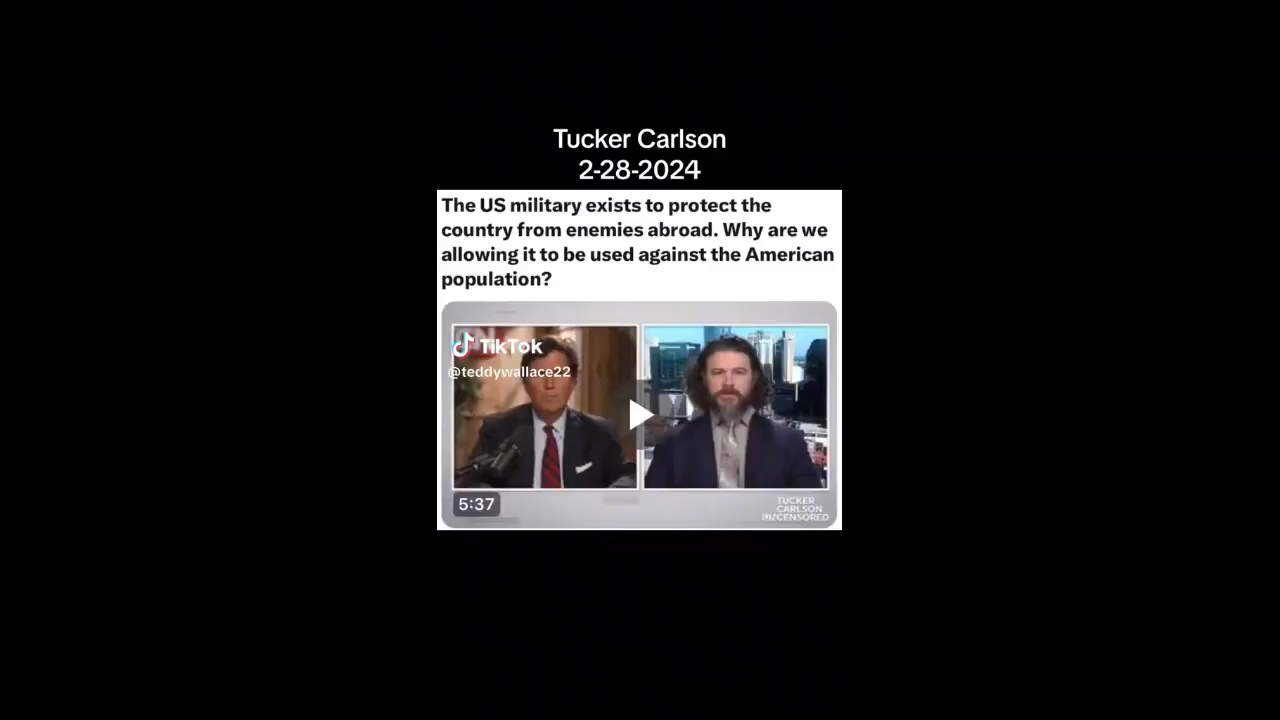 Tucker Carlson
2-28-2024
The US military exists to protect the
country from enemies abroad. Why are we
allowing it to be used against the American
population?
TikTok
@teddywallace22
5:37
TUCKER
CARLSON
UNCENSORED